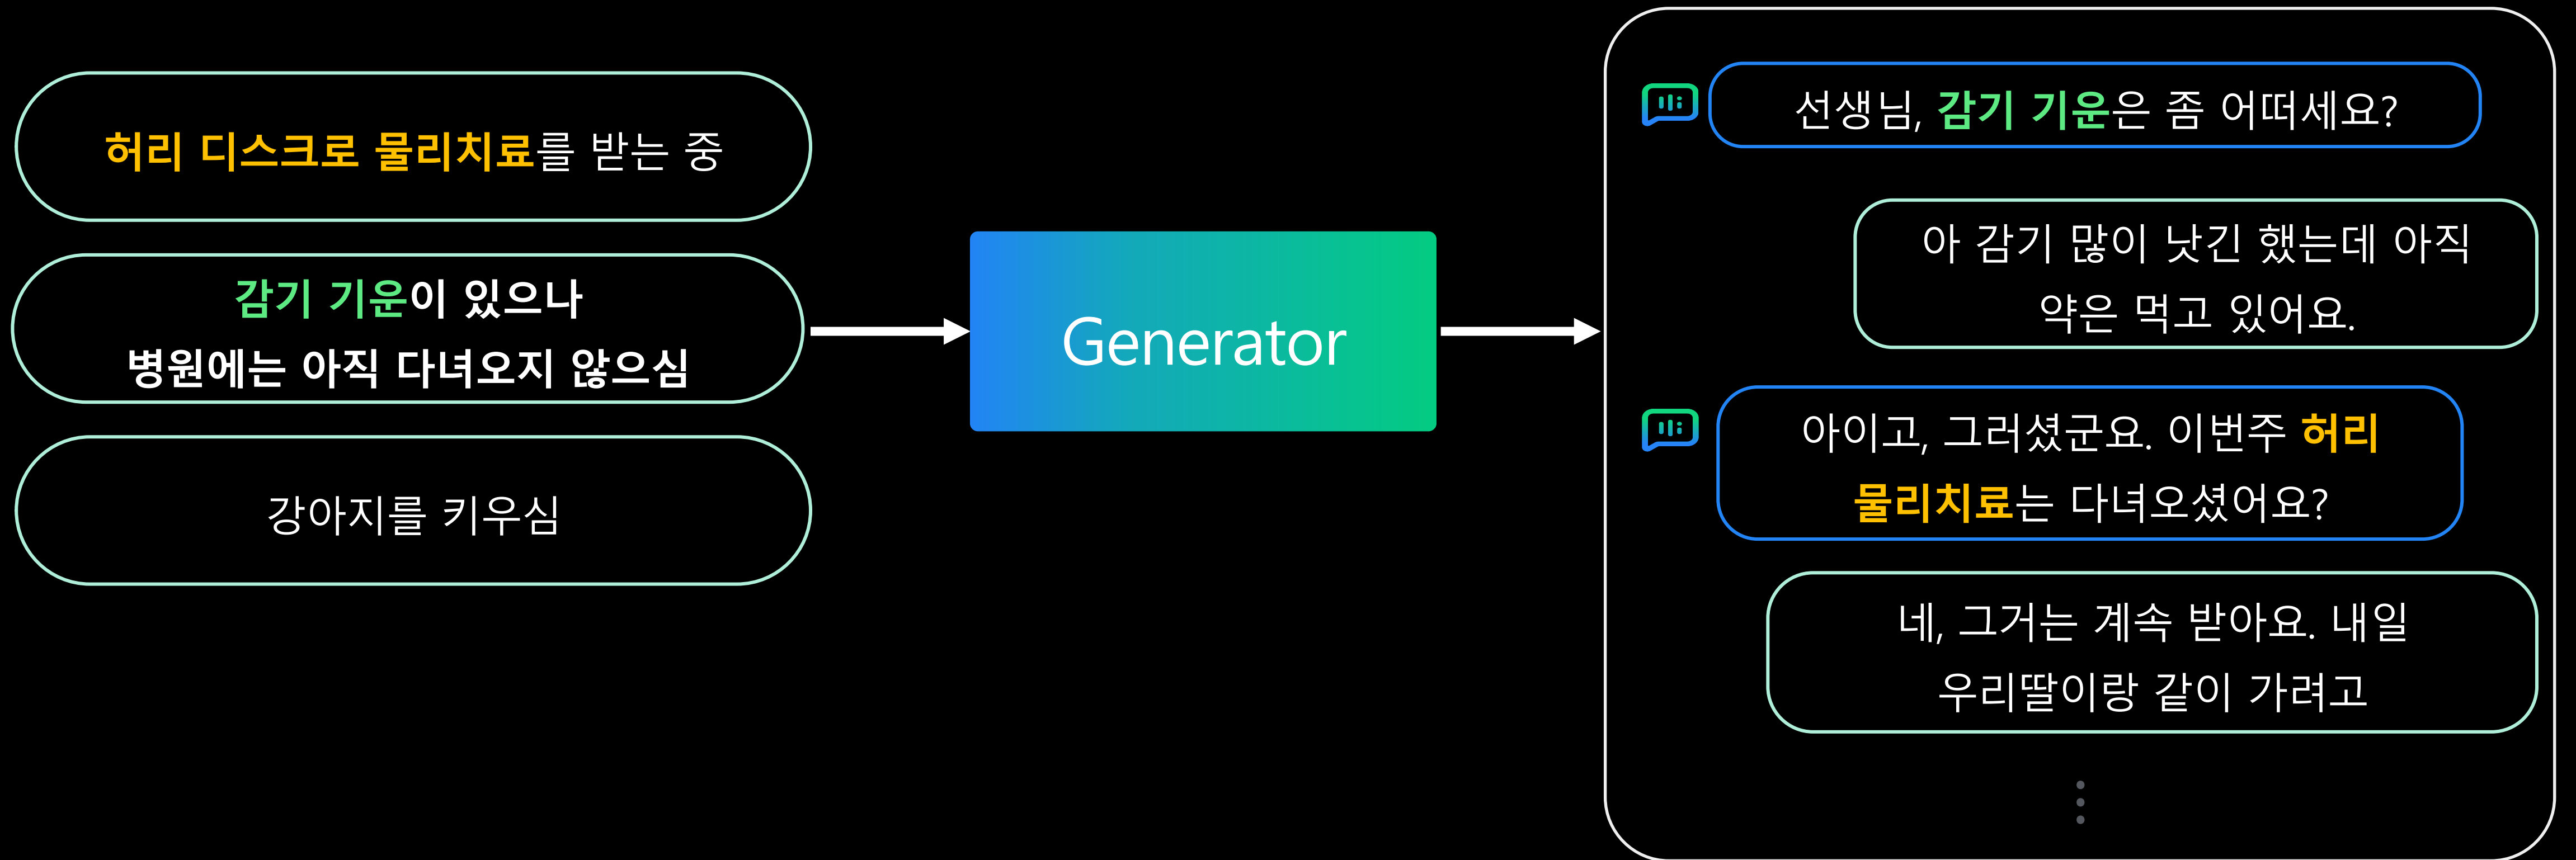 허리 디스크로 물리치료를 받는 중
감기 기운이 있으나
병원에는 아직 다녀오지 않으심
강아지를 키우심
Generator
선생님, 감기 기운은 좀 어떠세요?
아 감기 많이 낫긴 했는데 아직
약은 먹고 있어요.
아이고, 그러셨군요. 이번주 허리
물리치료는 다녀오셨어요?
네, 그거는 계속 받아요. 내일
우리딸이랑 같이 가려고